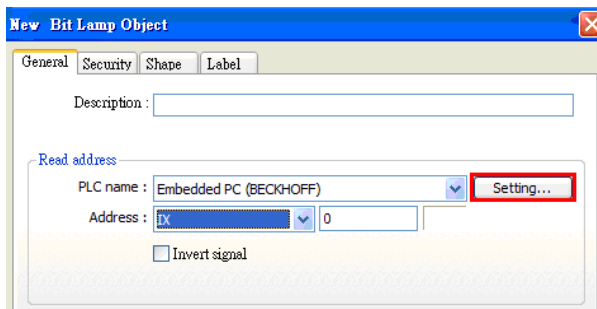 New Bit Lamp Object
General Security Shape Label
Description :
Read address
PLC name : Embedded PC (BECKHOFF) Setting...
Address : IX 0
Invert signal